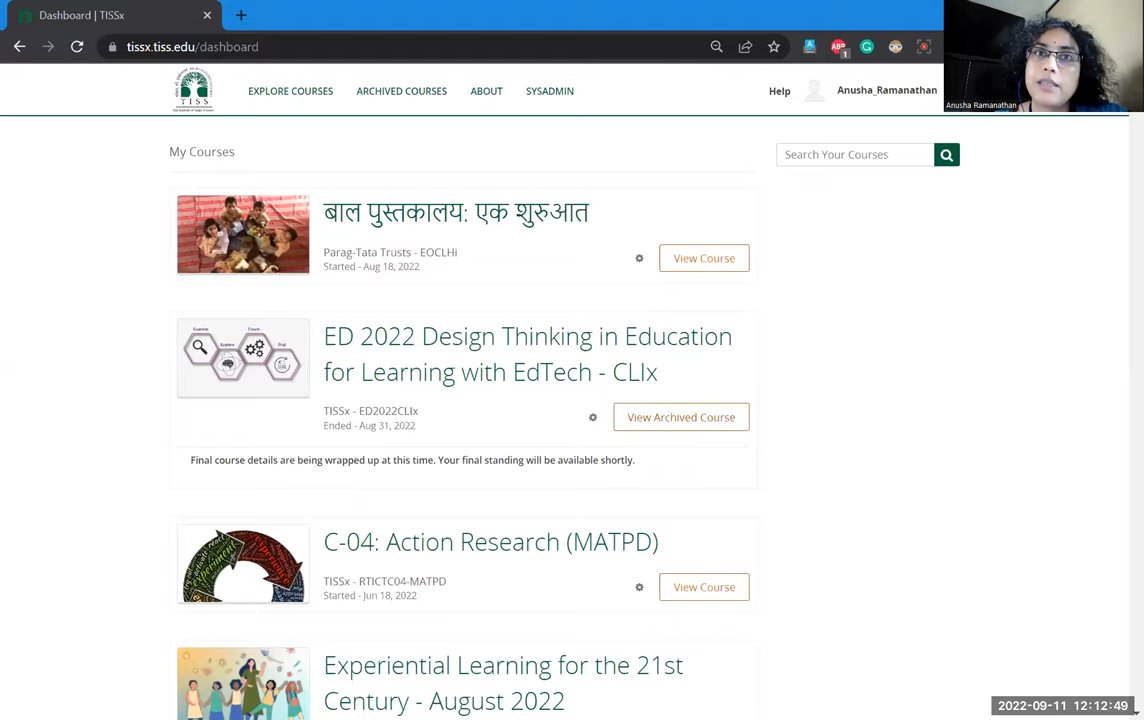 Dashboard | TISSx
tissx.tiss.edu/dashboard
ABP
1
TISS
EXPLORE COURSES
ARCHIVED COURSES
ABOUT
SYSADMIN
Help
Anusha_Ramanathan
Anusha Ramanathan
My Courses
Search Your Courses
बाल पुस्तकालय: एक शुरुआत
Parag-Tata Trusts - EOCLHi
Started - Aug 18, 2022
View Course
ED 2022 Design Thinking in Education
for Learning with EdTech - CLIx
TISSx - ED2022CLIx
Ended - Aug 31, 2022
View Archived Course
Final course details are being wrapped up at this time. Your final standing will be available shortly.
C-04: Action Research (MATPD)
TISSx - RTICTC04-MATPD
Started - Jun 18, 2022
View Course
Experiential Learning for the 21st
Century - August 2022
2022-09-11 12:12:49